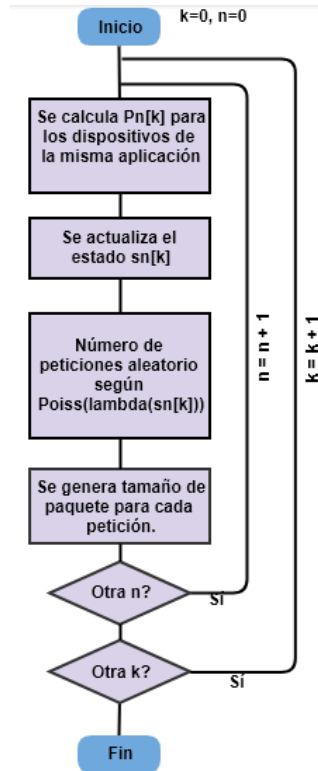 k=0, n=0
Inicio
Se calcula Pn[k] para
los dispositivos de
la misma aplicación
Se actualiza el
estado sn[k]
Número de
peticiones aleatorio
según
Poiss(lambda(sn[k]))
Se genera tamaño de
paquete para cada
petición.
n = n + 1
k = k + 1
Otra n?
Sí
Otra k?
Sí
Fin